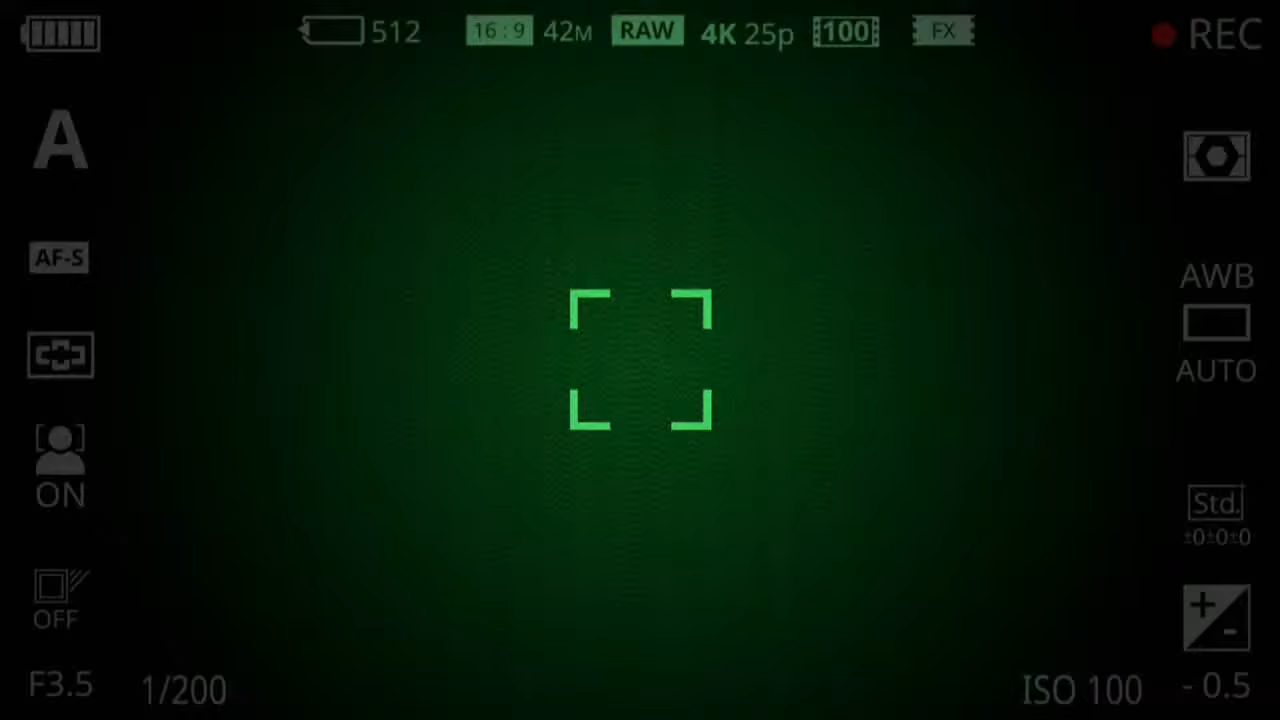 512 16:9 42M RAW 4K 25p 100 FX REC
A
AF-S
AWB
AUTO
ON
Std.
±0±0±0
OFF
F3.5 1/200 ISO 100 - 0.5